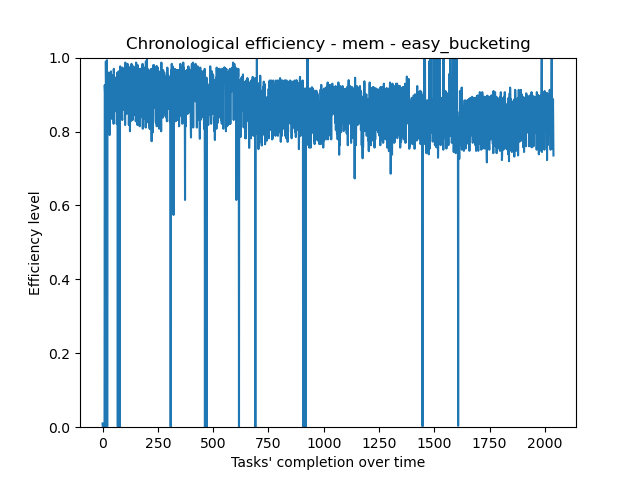 Chronological efficiency - mem - easy_bucketing
1.0
0.8
0.6
0.4
0.2
0.0
Efficiency level
0 250 500 750 1000 1250 1500 1750 2000
Tasks' completion over time